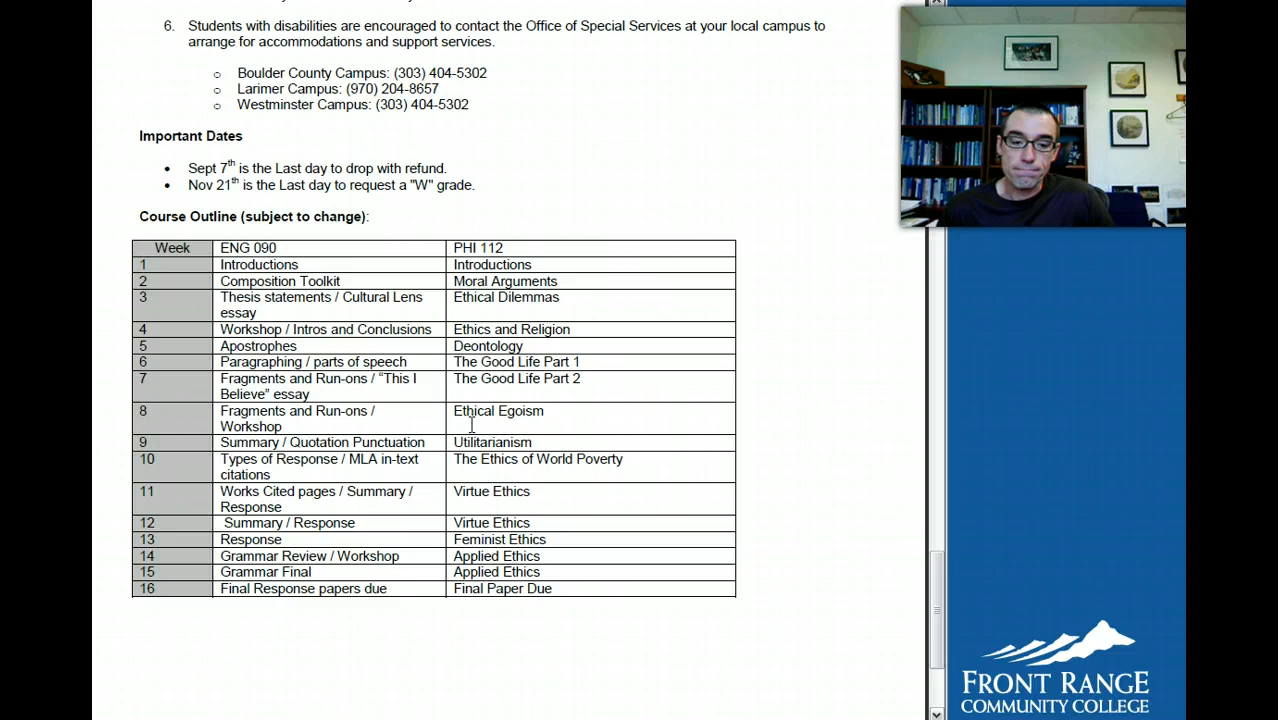 6. Students with disabilities are encouraged to contact the Office of Special Services at your local campus to
arrange for accommodations and support services.
o Boulder County Campus: (303) 404-5302
o Larimer Campus: (970) 204-8657
o Westminster Campus: (303) 404-5302
Important Dates
• Sept 7th is the Last day to drop with refund.
• Nov 21th is the Last day to request a "W" grade.
Course Outline (subject to change):
Week ENG 090 PHI 112
1 Introductions Introductions
2 Composition Toolkit Moral Arguments
3 Thesis statements / Cultural Lens Ethical Dilemmas
essay
4 Workshop / Intros and Conclusions Ethics and Religion
5 Apostrophes Deontology
6 Paragraphing / parts of speech The Good Life Part 1
7 Fragments and Run-ons / “This I The Good Life Part 2
Believe” essay
8 Fragments and Run-ons / Ethical Egoism
Workshop
9 Summary / Quotation Punctuation Utilitarianism
10 Types of Response / MLA in-text The Ethics of World Poverty
citations
11 Works Cited pages / Summary / Virtue Ethics
Response
12 Summary / Response Virtue Ethics
13 Response Feminist Ethics
14 Grammar Review / Workshop Applied Ethics
15 Grammar Final Applied Ethics
16 Final Response papers due Final Paper Due
FRONT RANGE
COMMUNITY COLLEGE